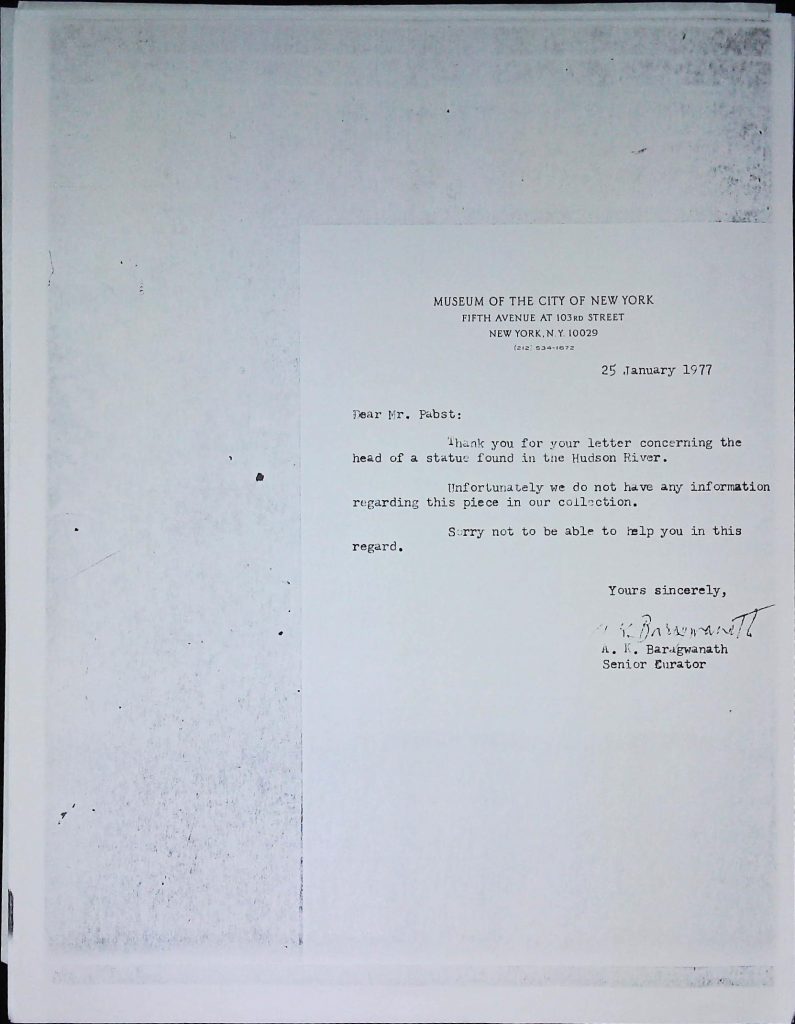 MUSEUM OF THE CITY OF NEW YORK
FIFTH AVENUE AT 103RD STREET
NEW YORK, N.Y. 10029
(212) 534-1672
25 January 1977
Dear Mr. Pabst:
Thank you for your letter concerning the
head of a statue found in the Hudson River.
Unfortunately we do not have any information
regarding this piece in our collection.
Sorry not to be able to help you in this
regard.
Yours sincerely,
A K Baragwanath
A. K. Baragwanath
Senior Curator